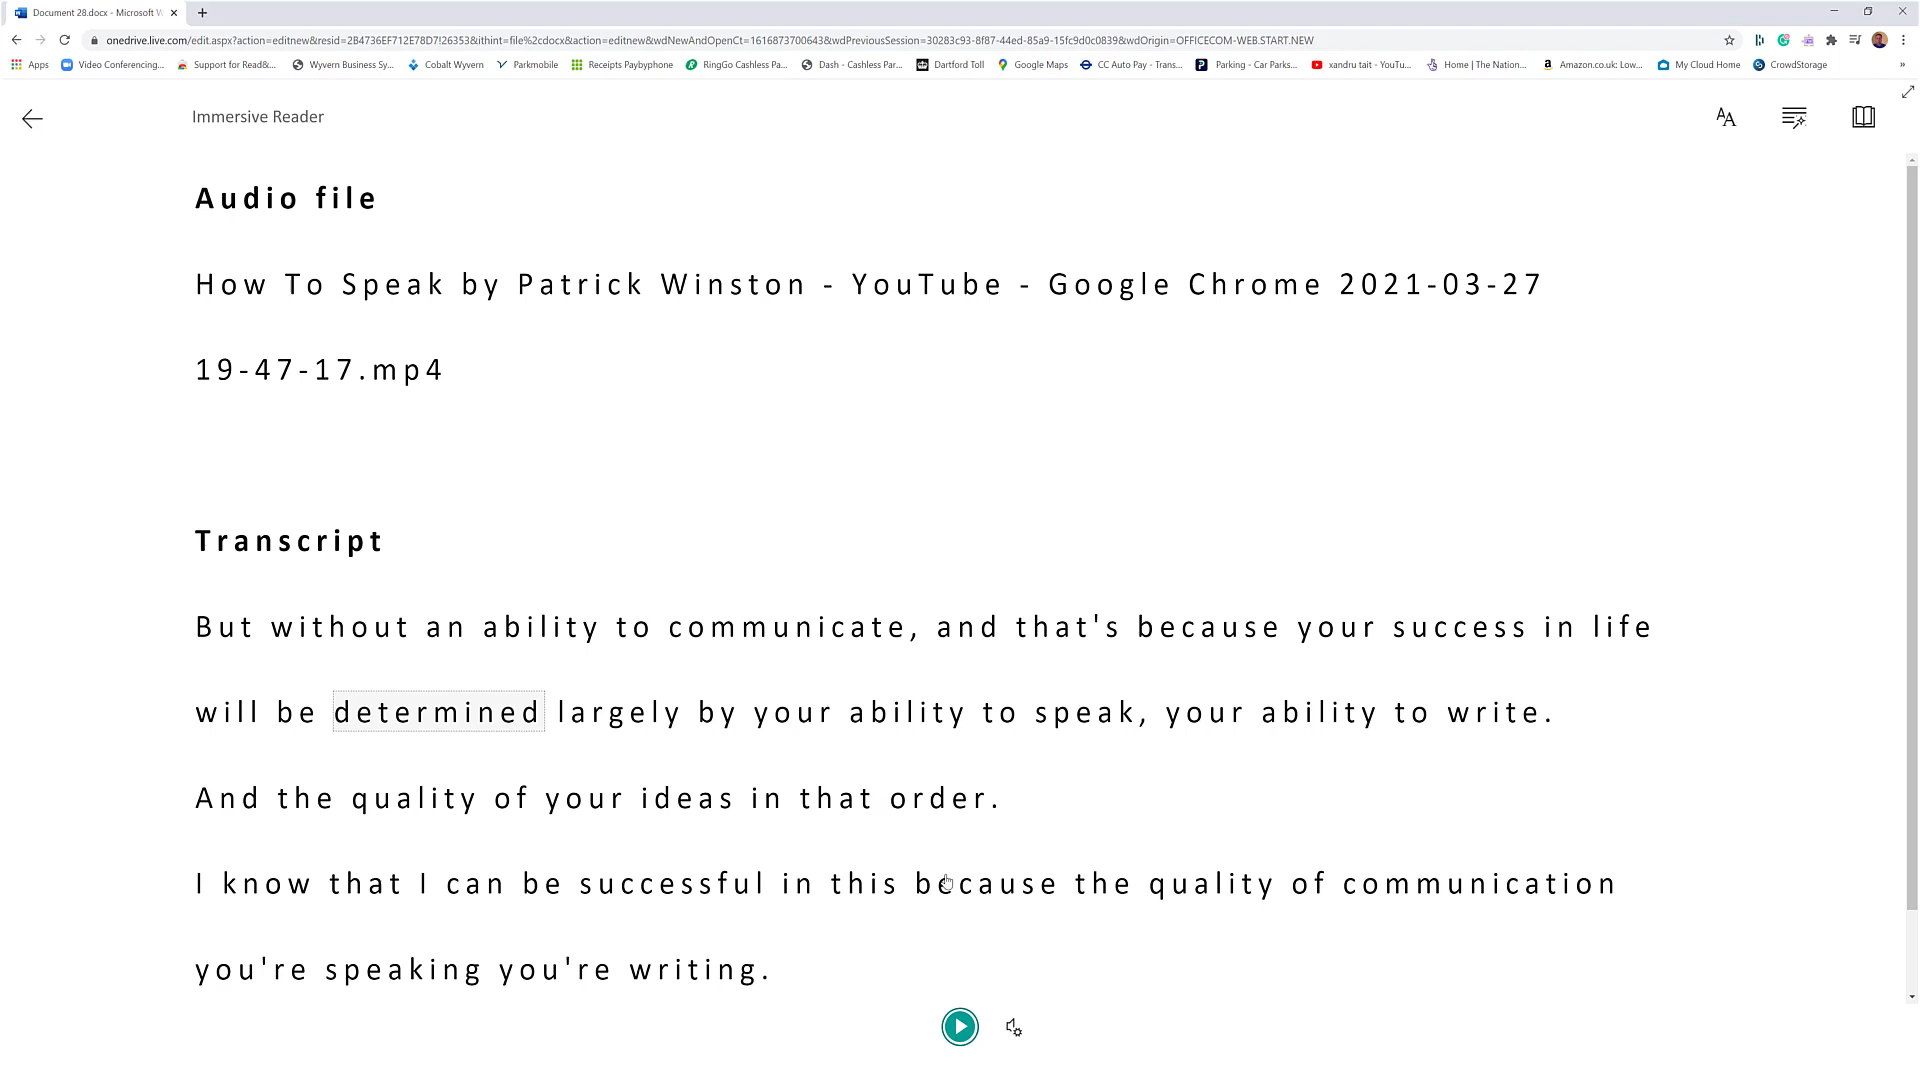 Document 28.docx - Microsoft W
onedrive.live.com/edit.aspx?action=editnew&resid=2B4736EF712E78D7!26353&ithint=file%2cdocx&action=editnew&wdNewAndOpenCt=1616873700643&wdPreviousSession=30283c93-8f87-44ed-85a9-15fc9d0c0839&wdOrigin=OFFICECOM-WEB.START.NEW
Apps Video Conferencing... Support for Read&... Wyvern Business Sy... Cobalt Wyvern Parkmobile Receipts Paybyphone RingGo Cashless Pa... Dash - Cashless Par... Dartford Toll Google Maps CC Auto Pay - Trans... Parking - Car Parks... xandru tait - YouTu... Home | The Nation... Amazon.co.uk: Low... My Cloud Home CrowdStorage »
Immersive Reader
Audio file
How To Speak by Patrick Winston - YouTube - Google Chrome 2021-03-27
19-47-17.mp4
Transcript
But without an ability to communicate, and that's because your success in life
will be determined largely by your ability to speak, your ability to write.
And the quality of your ideas in that order.
I know that I can be successful in this because the quality of communication
you're speaking you're writing.